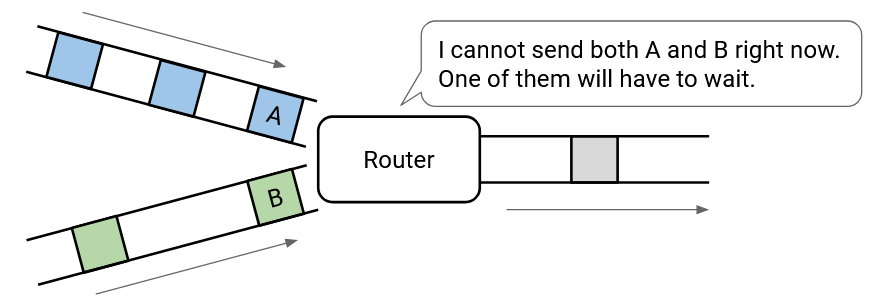 I cannot send both A and B right now.
One of them will have to wait.
A
Router
B